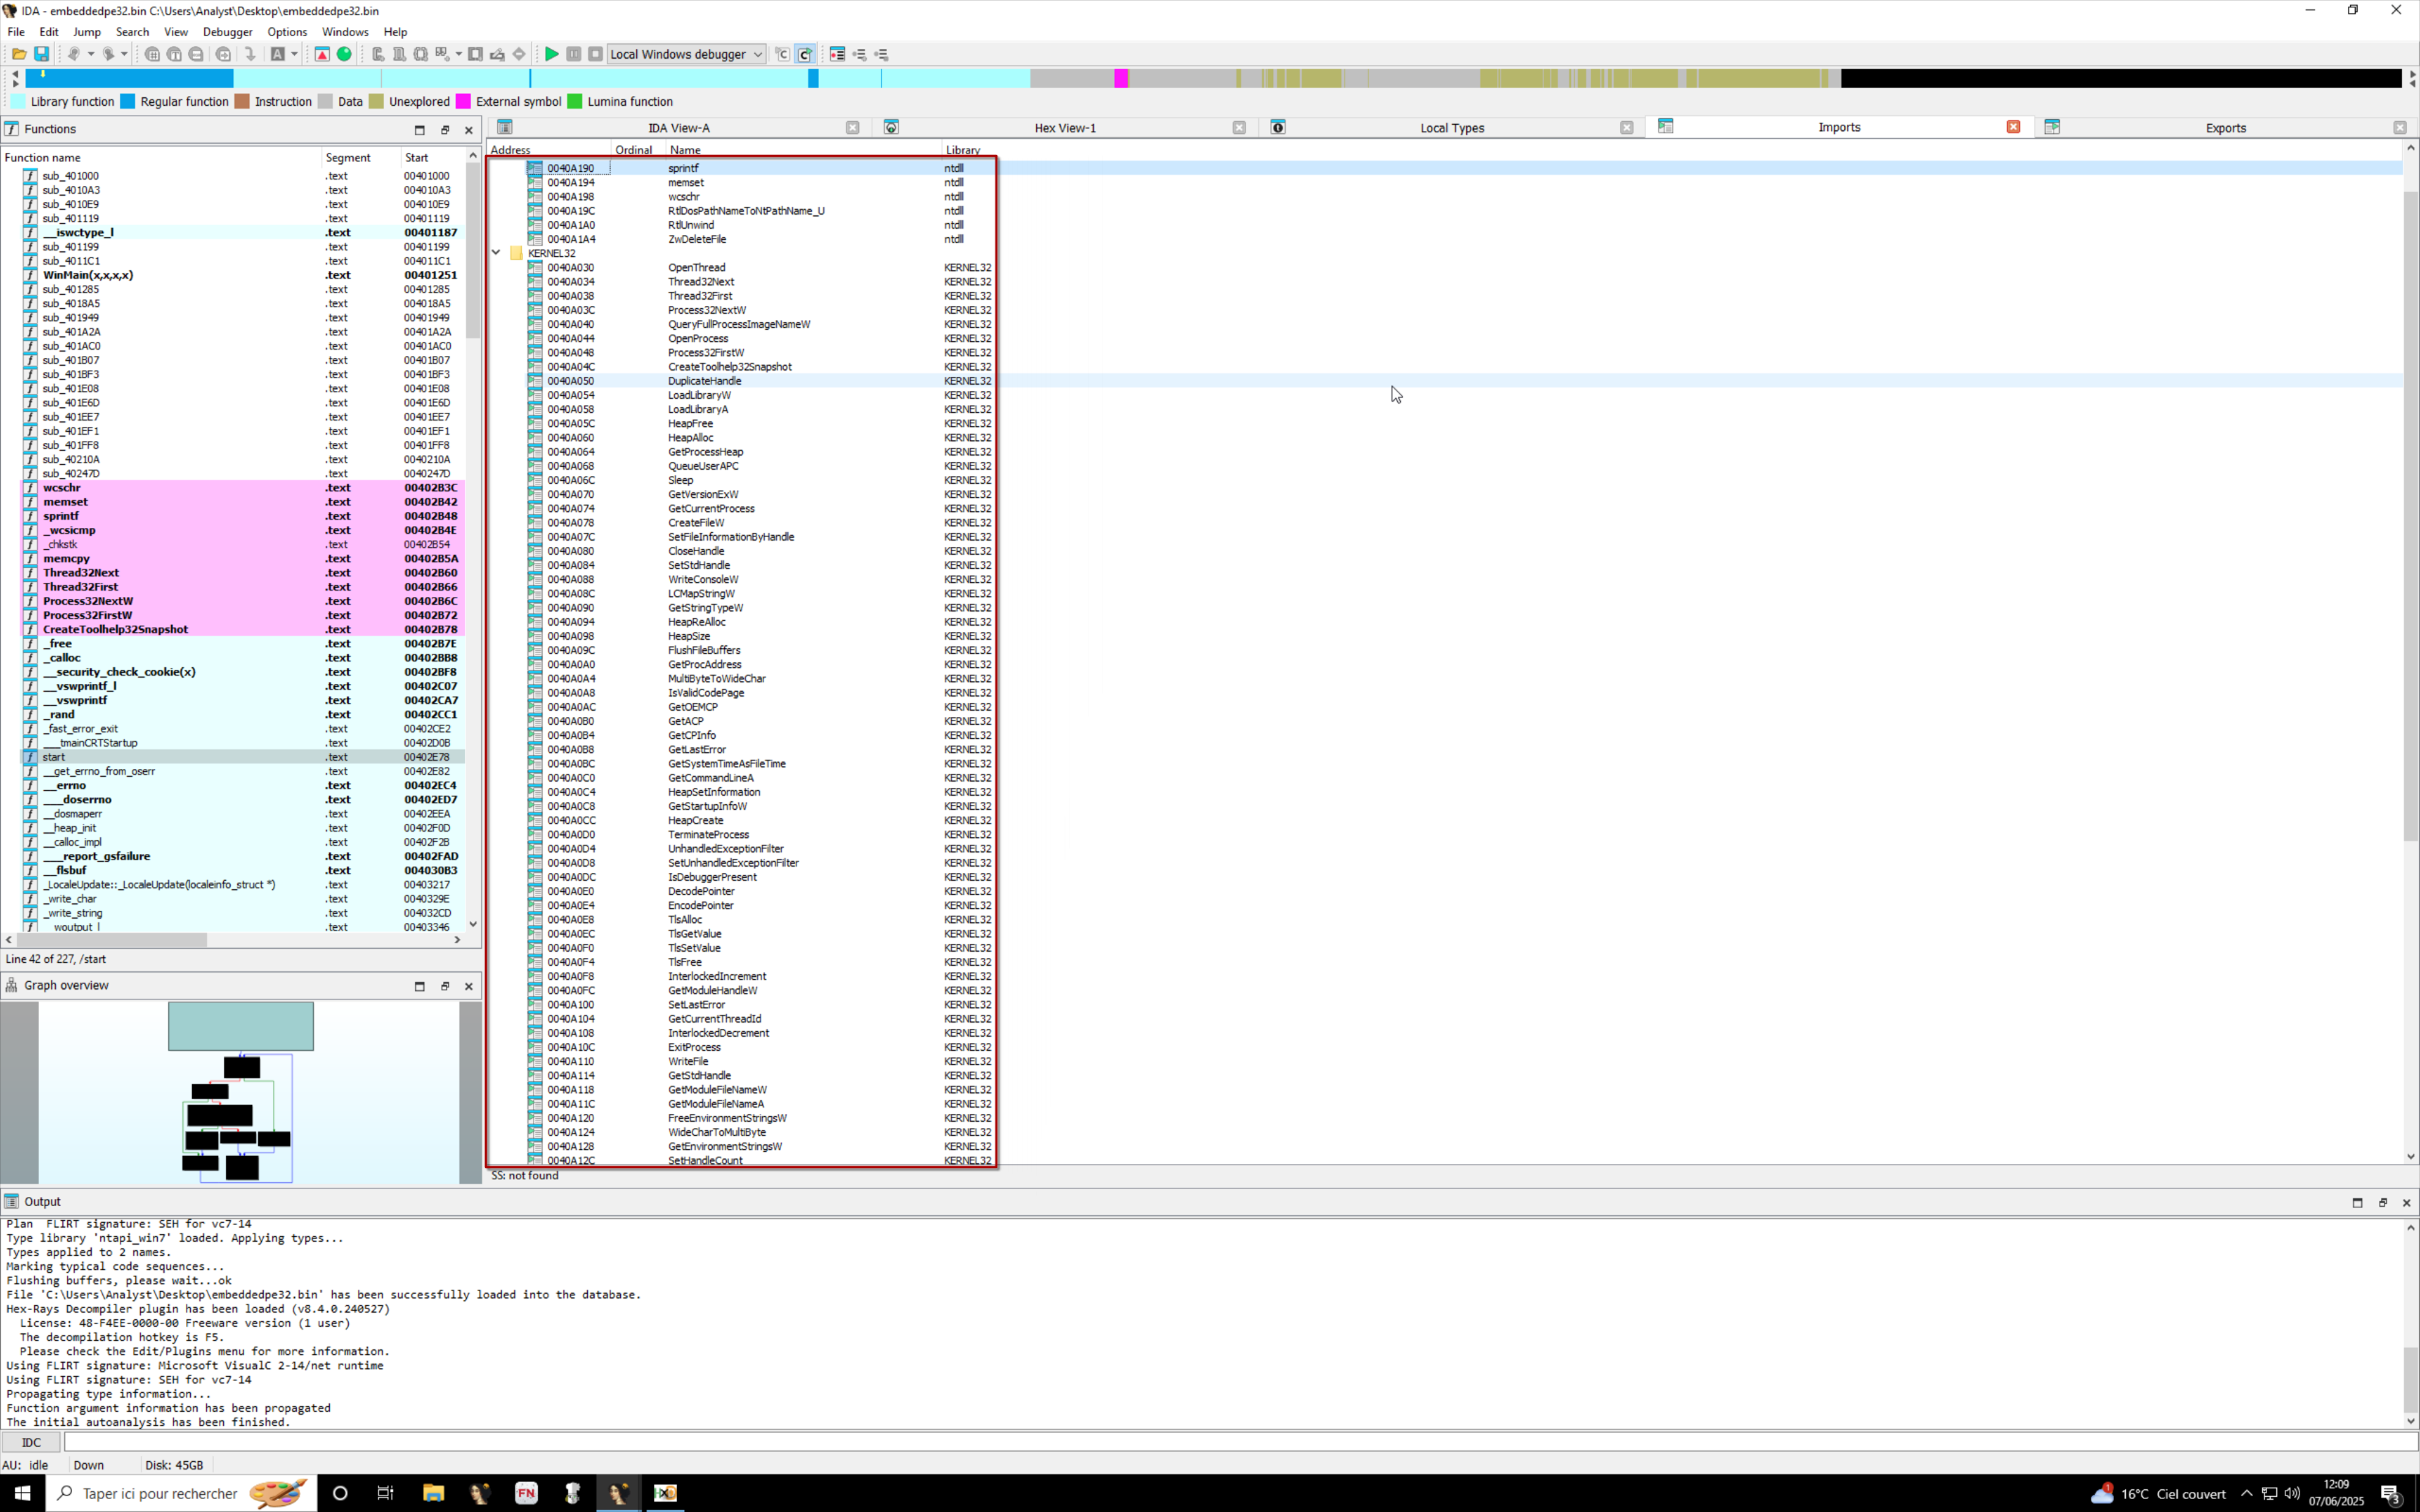 IDA - embeddedpe32.bin C:\Users\Analyst\Desktop\embeddedpe32.bin
File Edit Jump Search View Debugger Options Windows Help
Local Windows debugger
Library function Regular function Instruction Data Unexplored External symbol Lumina function
Functions
Function name Segment Start
sub_401000 .text 00401000
sub_4010A3 .text 004010A3
sub_4010E9 .text 004010E9
sub_401119 .text 00401119
__iswctype_l .text 00401187
sub_401199 .text 00401199
sub_4011C1 .text 004011C1
WinMain(x,x,x,x) .text 00401251
sub_401285 .text 00401285
sub_4018A5 .text 004018A5
sub_401949 .text 00401949
sub_401A2A .text 00401A2A
sub_401AC0 .text 00401AC0
sub_401B07 .text 00401B07
sub_401BF3 .text 00401BF3
sub_401E08 .text 00401E08
sub_401E6D .text 00401E6D
sub_401EE7 .text 00401EE7
sub_401EF1 .text 00401EF1
sub_401FF8 .text 00401FF8
sub_40210A .text 0040210A
sub_40247D .text 0040247D
wcschr .text 00402B3C
memset .text 00402B42
sprintf .text 00402B48
_wcsicmp .text 00402B4E
_chkstk .text 00402B54
memcpy .text 00402B5A
Thread32Next .text 00402B60
Thread32First .text 00402B66
Process32NextW .text 00402B6C
Process32FirstW .text 00402B72
CreateToolhelp32Snapshot .text 00402B78
_free .text 00402B7E
_calloc .text 00402BB8
__security_check_cookie(x) .text 00402BF8
__vswprintf_l .text 00402C07
__vswprintf .text 00402CA7
_rand .text 00402CC1
_fast_error_exit .text 00402CE2
___tmainCRTStartup .text 00402D0B
start .text 00402E78
__get_errno_from_oserr .text 00402E82
__errno .text 00402EC4
___doserrno .text 00402ED7
__dosmaperr .text 00402EEA
__heap_init .text 00402F0D
__calloc_impl .text 00402F2B
___report_gsfailure .text 00402FAD
__flsbuf .text 004030B3
_LocaleUpdate::_LocaleUpdate(localeinfo_struct *) .text 00403217
_write_char .text 0040329E
_write_string .text 004032CD
__woutput_l .text 00403346
Line 42 of 227, /start
Graph overview
IDA View-A Hex View-1 Local Types Imports Exports
Address Ordinal Name Library
0040A190 sprintf ntdll
0040A194 memset ntdll
0040A198 wcschr ntdll
0040A19C RtlDosPathNameToNtPathName_U ntdll
0040A1A0 RtlUnwind ntdll
0040A1A4 ZwDeleteFile ntdll
KERNEL32
0040A030 OpenThread KERNEL32
0040A034 Thread32Next KERNEL32
0040A038 Thread32First KERNEL32
0040A03C Process32NextW KERNEL32
0040A040 QueryFullProcessImageNameW KERNEL32
0040A044 OpenProcess KERNEL32
0040A048 Process32FirstW KERNEL32
0040A04C CreateToolhelp32Snapshot KERNEL32
0040A050 DuplicateHandle KERNEL32
0040A054 LoadLibraryW KERNEL32
0040A058 LoadLibraryA KERNEL32
0040A05C HeapFree KERNEL32
0040A060 HeapAlloc KERNEL32
0040A064 GetProcessHeap KERNEL32
0040A068 QueueUserAPC KERNEL32
0040A06C Sleep KERNEL32
0040A070 GetVersionExW KERNEL32
0040A074 GetCurrentProcess KERNEL32
0040A078 CreateFileW KERNEL32
0040A07C SetFileInformationByHandle KERNEL32
0040A080 CloseHandle KERNEL32
0040A084 SetStdHandle KERNEL32
0040A088 WriteConsoleW KERNEL32
0040A08C LCMapStringW KERNEL32
0040A090 GetStringTypeW KERNEL32
0040A094 HeapReAlloc KERNEL32
0040A098 HeapSize KERNEL32
0040A09C FlushFileBuffers KERNEL32
0040A0A0 GetProcAddress KERNEL32
0040A0A4 MultiByteToWideChar KERNEL32
0040A0A8 IsValidCodePage KERNEL32
0040A0AC GetOEMCP KERNEL32
0040A0B0 GetACP KERNEL32
0040A0B4 GetCPInfo KERNEL32
0040A0B8 GetLastError KERNEL32
0040A0BC GetSystemTimeAsFileTime KERNEL32
0040A0C0 GetCommandLineA KERNEL32
0040A0C4 HeapSetInformation KERNEL32
0040A0C8 GetStartupInfoW KERNEL32
0040A0CC HeapCreate KERNEL32
0040A0D0 TerminateProcess KERNEL32
0040A0D4 UnhandledExceptionFilter KERNEL32
0040A0D8 SetUnhandledExceptionFilter KERNEL32
0040A0DC IsDebuggerPresent KERNEL32
0040A0E0 DecodePointer KERNEL32
0040A0E4 EncodePointer KERNEL32
0040A0E8 TlsAlloc KERNEL32
0040A0EC TlsGetValue KERNEL32
0040A0F0 TlsSetValue KERNEL32
0040A0F4 TlsFree KERNEL32
0040A0F8 InterlockedIncrement KERNEL32
0040A0FC GetModuleHandleW KERNEL32
0040A100 SetLastError KERNEL32
0040A104 GetCurrentThreadId KERNEL32
0040A108 InterlockedDecrement KERNEL32
0040A10C ExitProcess KERNEL32
0040A110 WriteFile KERNEL32
0040A114 GetStdHandle KERNEL32
0040A118 GetModuleFileNameW KERNEL32
0040A11C GetModuleFileNameA KERNEL32
0040A120 FreeEnvironmentStringsW KERNEL32
0040A124 WideCharToMultiByte KERNEL32
0040A128 GetEnvironmentStringsW KERNEL32
0040A12C SetHandleCount KERNEL32
SS: not found
Output
Plan  FLIRT signature: SEH for vc7-14
Type library 'ntapi_win7' loaded. Applying types...
Types applied to 2 names.
Marking typical code sequences...
Flushing buffers, please wait...ok
File 'C:\Users\Analyst\Desktop\embeddedpe32.bin' has been successfully loaded into the database.
Hex-Rays Decompiler plugin has been loaded (v8.4.0.240527)
License: 48-F4EE-0000-00 Freeware version (1 user)
The decompilation hotkey is F5.
Please check the Edit/Plugins menu for more information.
Using FLIRT signature: Microsoft VisualC 2-14/net runtime
Using FLIRT signature: SEH for vc7-14
Propagating type information...
Function argument information has been propagated
The initial autoanalysis has been finished.
IDC
AU: idle Down Disk: 45GB
Taper ici pour rechercher FN 1 16°C Ciel couvert 12:09
07/06/2025 3